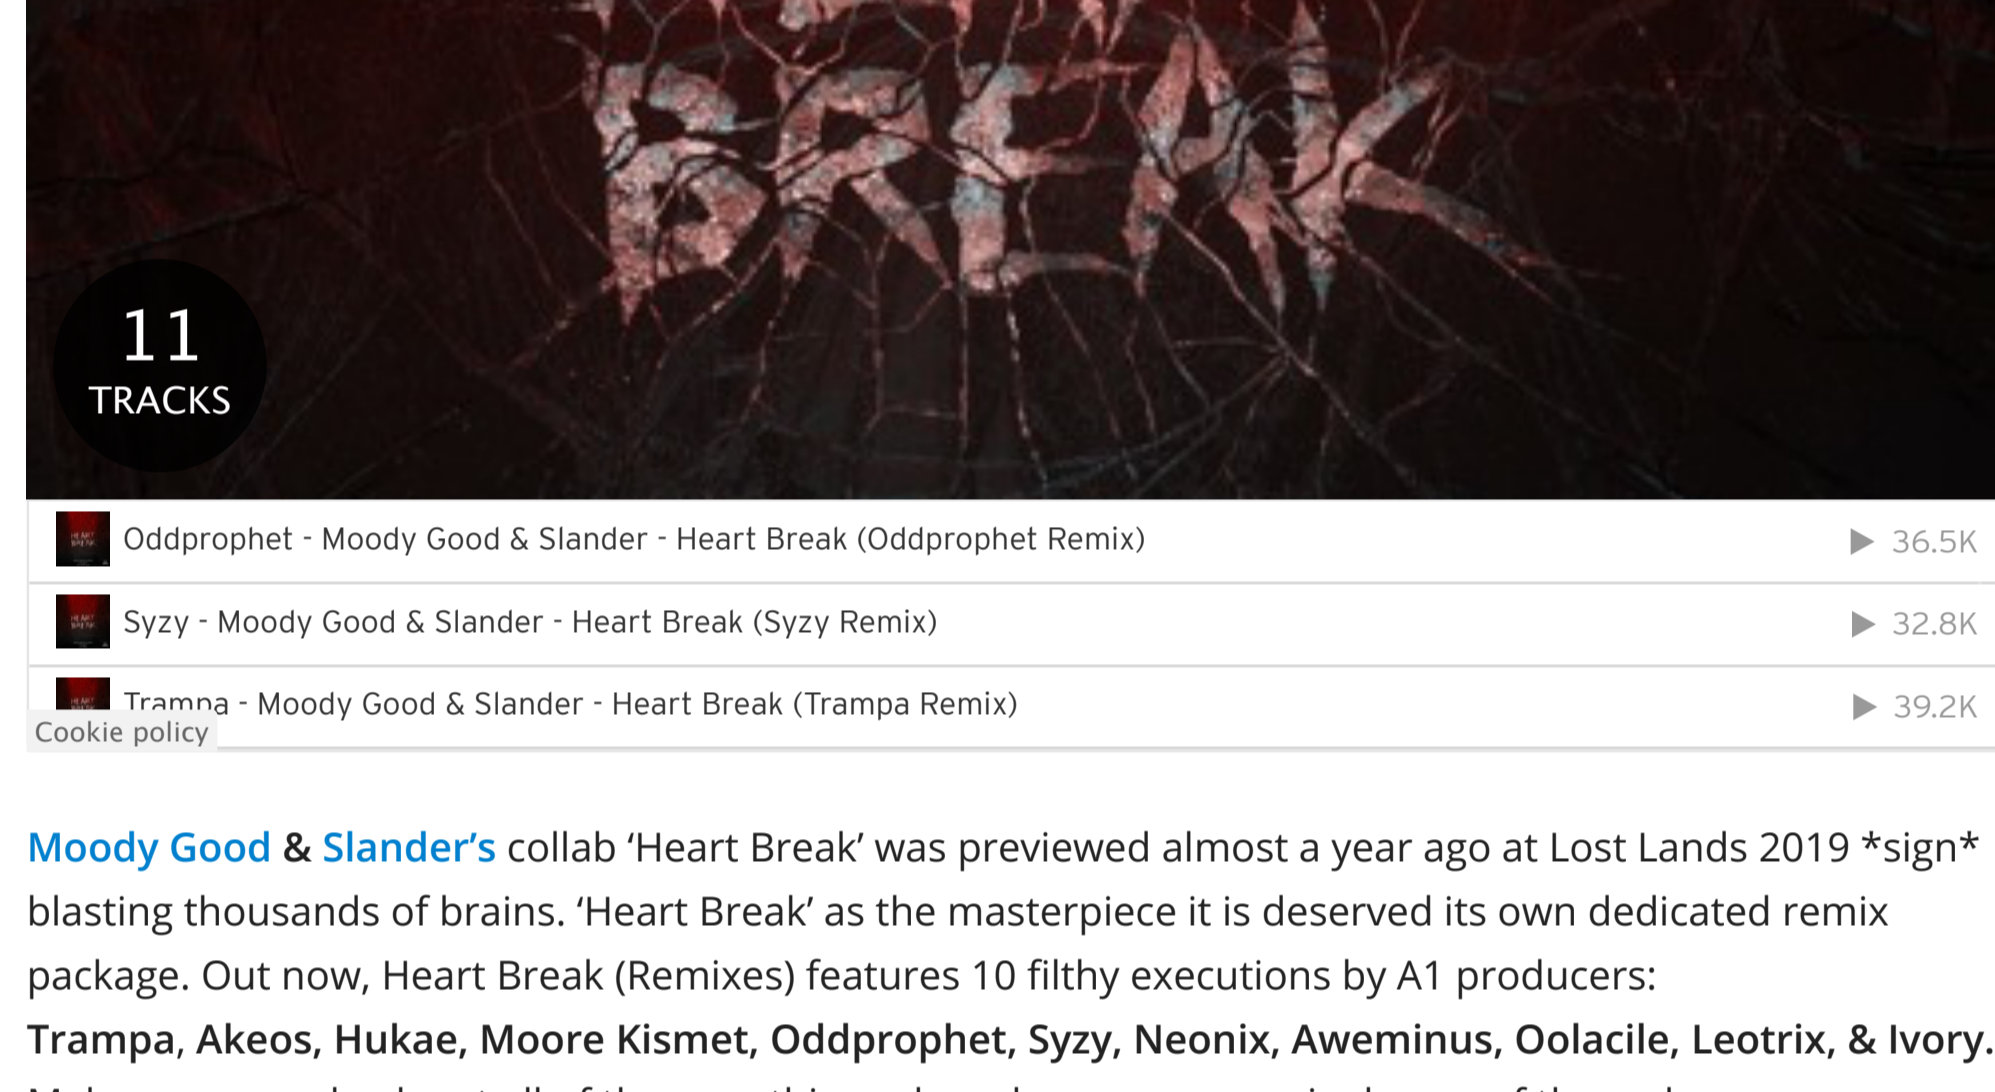 BREAK
11
TRACKS
Oddprophet - Moody Good & Slander - Heart Break (Oddprophet Remix) 36.5K
Syzy - Moody Good & Slander - Heart Break (Syzy Remix) 32.8K
Trampa - Moody Good & Slander - Heart Break (Trampa Remix) 39.2K
Cookie policy
Moody Good & Slander’s collab ‘Heart Break’ was previewed almost a year ago at Lost Lands 2019 *sign*
blasting thousands of brains. ‘Heart Break’ as the masterpiece it is deserved its own dedicated remix
package. Out now, Heart Break (Remixes) features 10 filthy executions by A1 producers:
Trampa, Akeos, Hukae, Moore Kismet, Oddprophet, Syzy, Neonix, Aweminus, Oolacile, Leotrix, & Ivory.